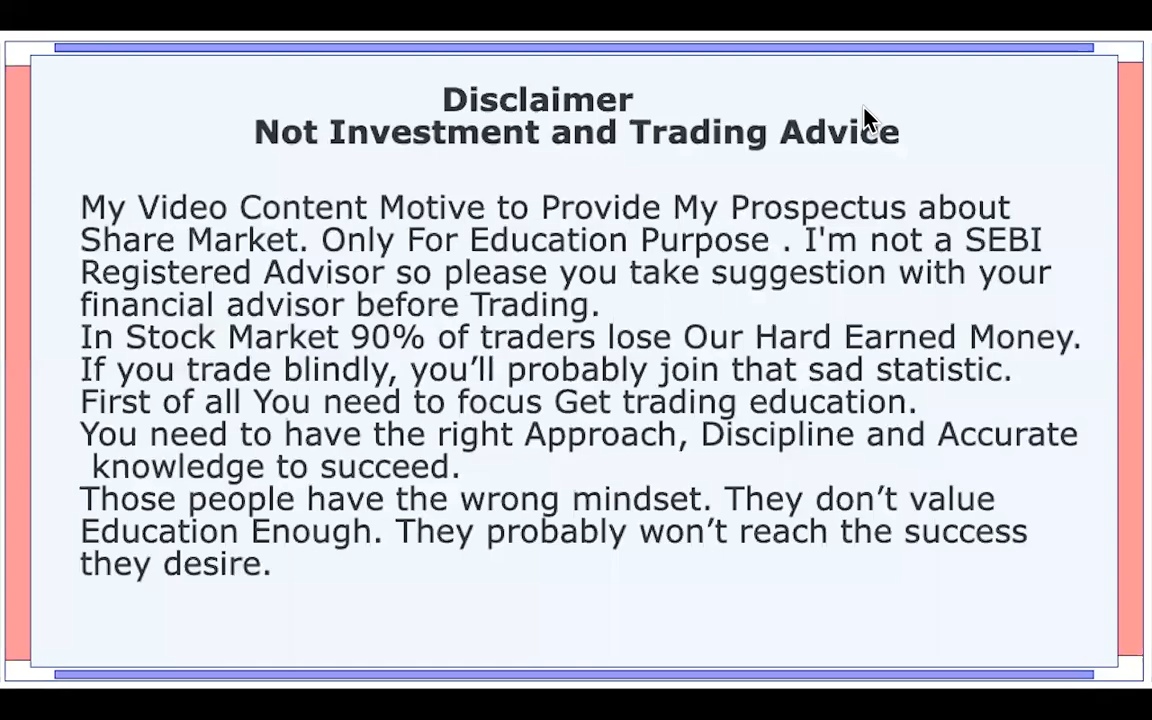 Disclaimer
Not Investment and Trading Advice
My Video Content Motive to Provide My Prospectus about
Share Market. Only For Education Purpose . I'm not a SEBI
Registered Advisor so please you take suggestion with your
financial advisor before Trading.
In Stock Market 90% of traders lose Our Hard Earned Money.
If you trade blindly, you’ll probably join that sad statistic.
First of all You need to focus Get trading education.
You need to have the right Approach, Discipline and Accurate
knowledge to succeed.
Those people have the wrong mindset. They don’t value
Education Enough. They probably won’t reach the success
they desire.